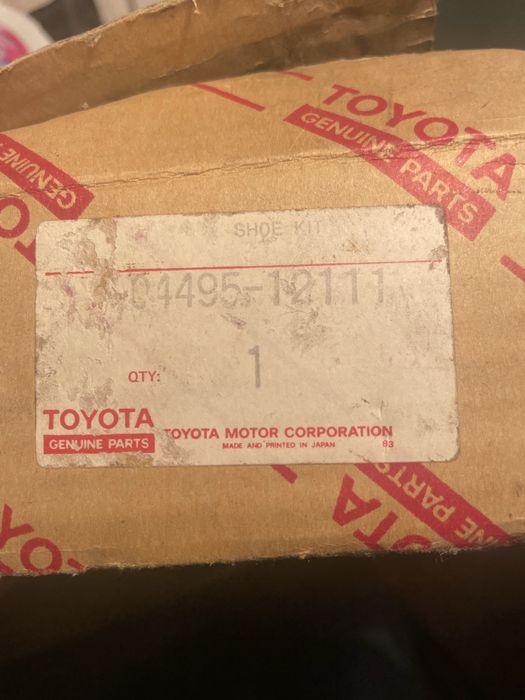 TOYOTA
GENUINE PARTS
GENUINE
SHOE KIT
04495-12111
QTY: 1
TOYOTA
GENUINE PARTS
TOYOTA MOTOR CORPORATION
MADE AND PRINTED IN JAPAN 83
GENUINE PARTS